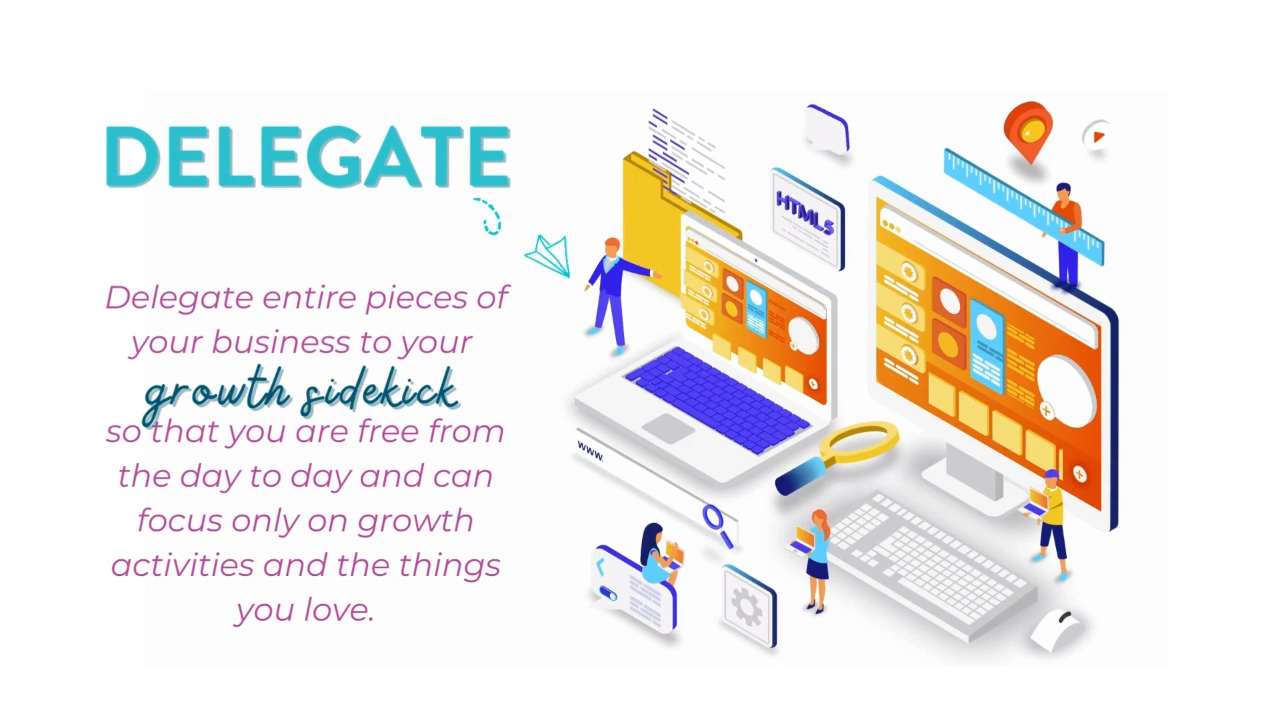 DELEGATE
Delegate entire pieces of
your business to your
growth sidekick
so that you are free from
the day to day and can
focus only on growth
activities and the things
you love.
HTML5
www.